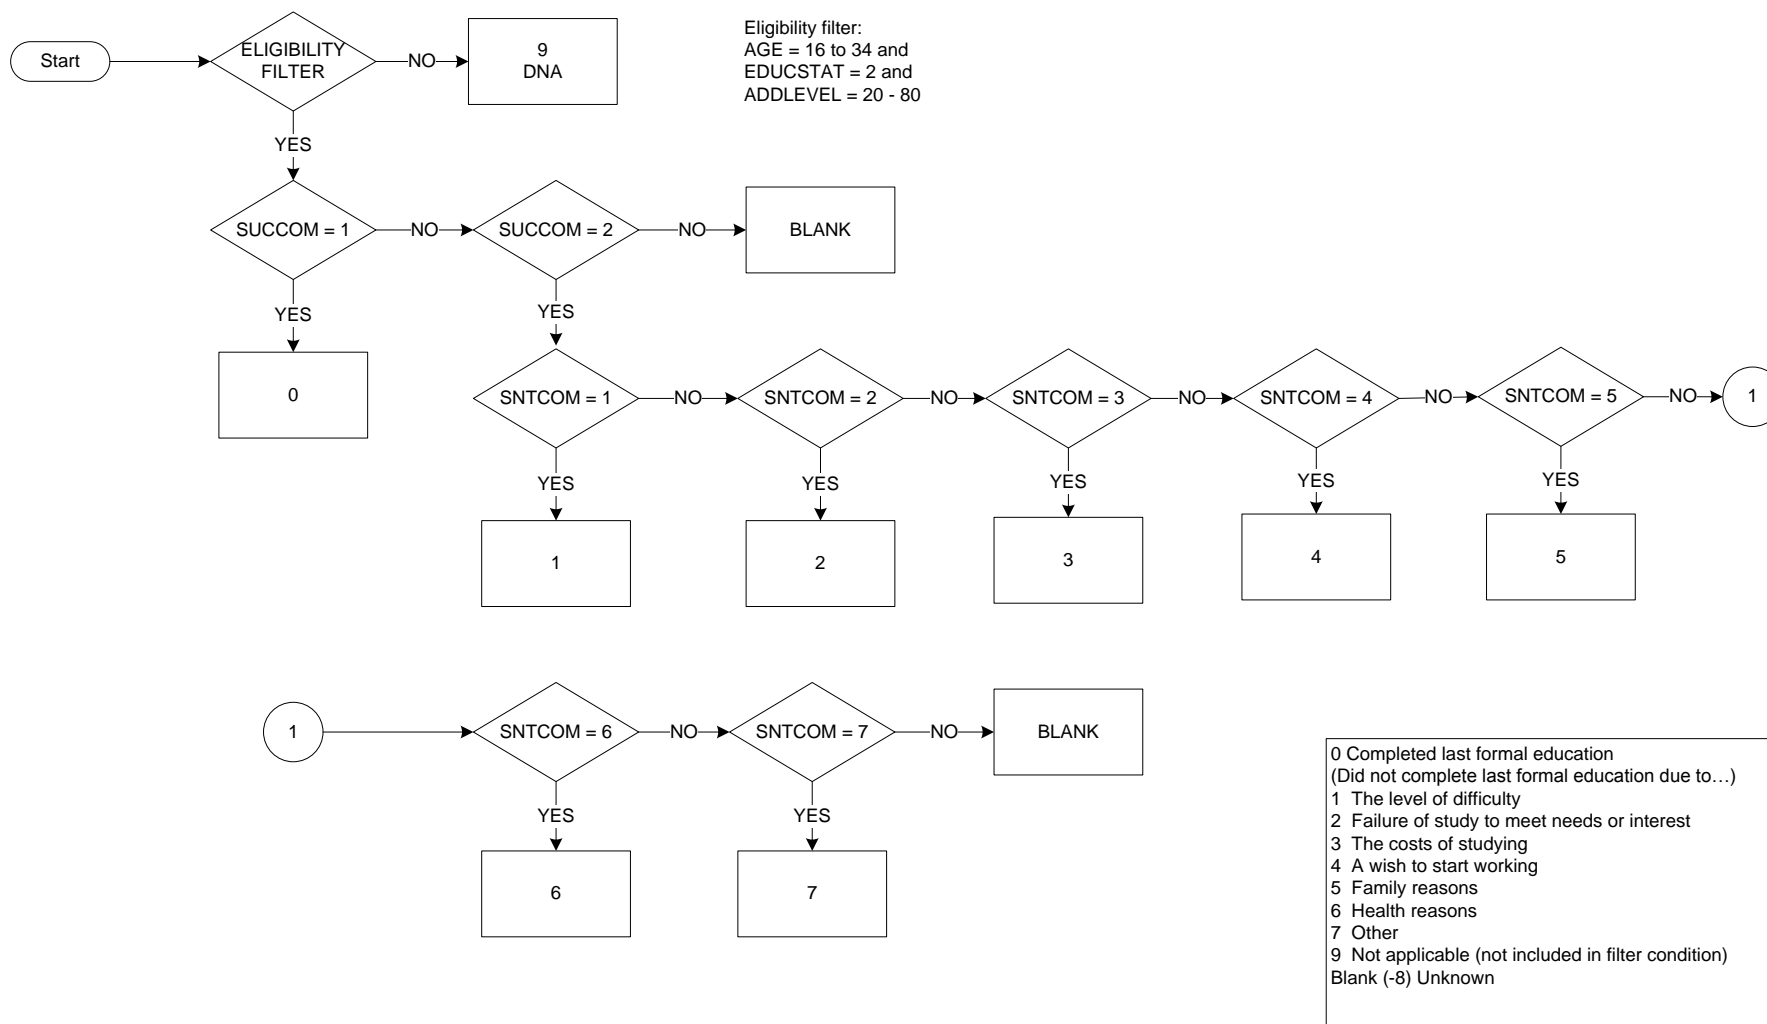 Start
ELIGIBILITY
FILTER
NO
9
DNA
Eligibility filter:
AGE = 16 to 34 and
EDUCSTAT = 2 and
ADDLEVEL = 20 - 80
YES
SUCCOM = 1
NO
SUCCOM = 2
NO
BLANK
YES
YES
0
SNTCOM = 1
NO
SNTCOM = 2
NO
SNTCOM = 3
NO
SNTCOM = 4
NO
SNTCOM = 5
NO
1
YES
YES
YES
YES
YES
1
2
3
4
5
1
SNTCOM = 6
NO
SNTCOM = 7
NO
BLANK
YES
YES
6
7
0 Completed last formal education
(Did not complete last formal education due to…)
1 The level of difficulty
2 Failure of study to meet needs or interest
3 The costs of studying
4 A wish to start working
5 Family reasons
6 Health reasons
7 Other
9 Not applicable (not included in filter condition)
Blank (-8) Unknown